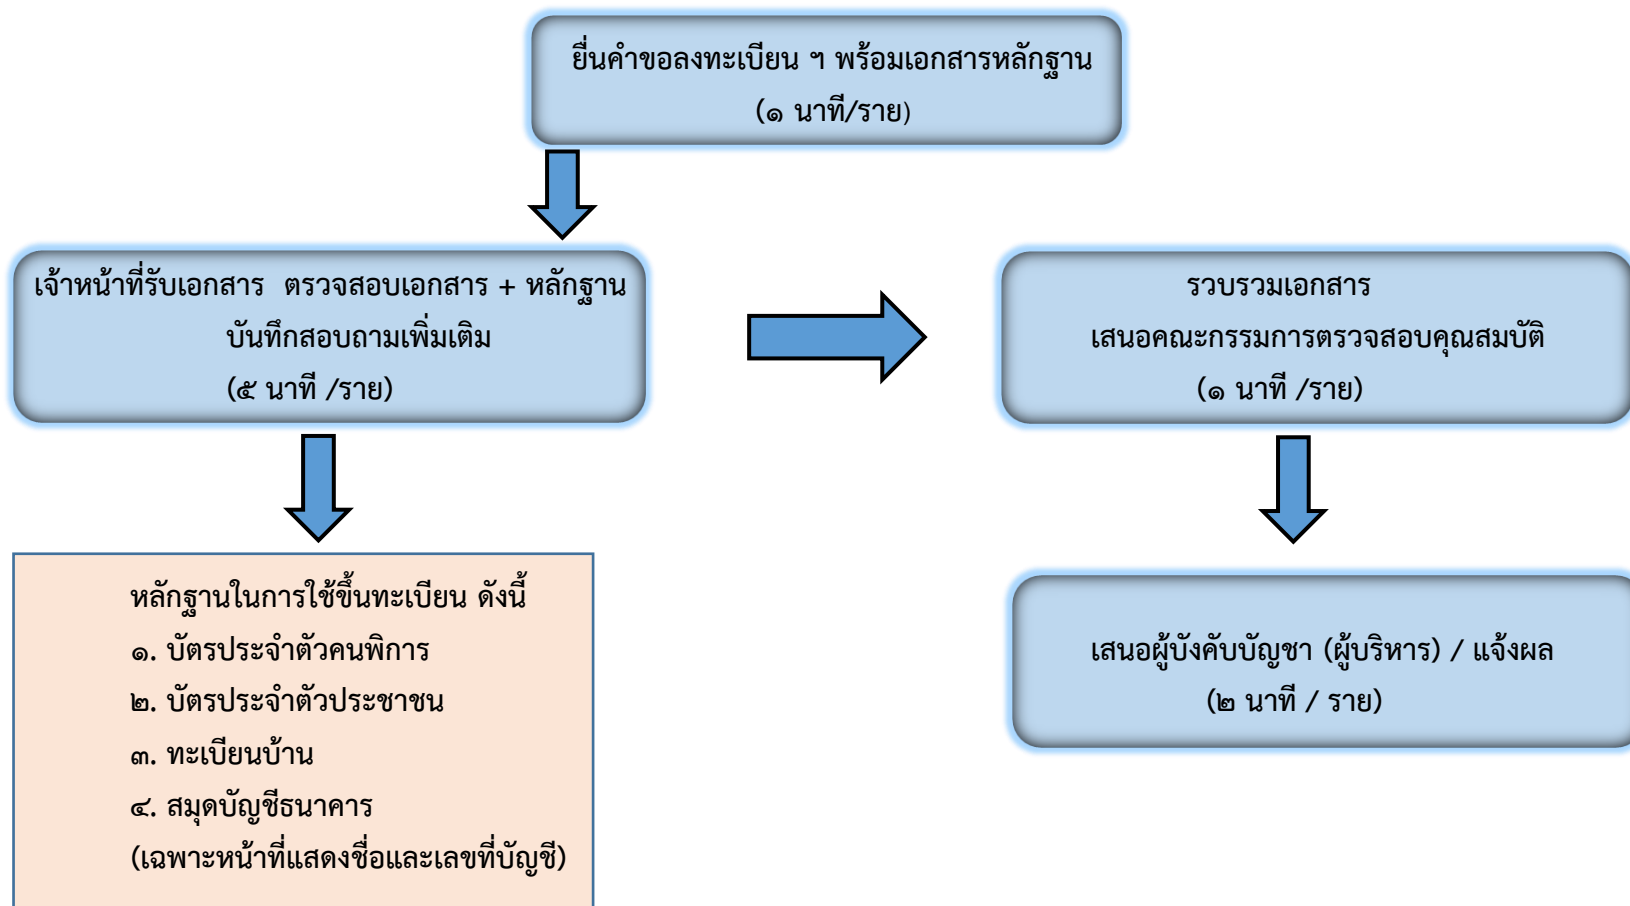 ยื่นคำขอลงทะเบียน ฯ พร้อมเอกสารหลักฐาน
(๑ นาที/ราย)
เจ้าหน้าที่รับเอกสาร ตรวจสอบเอกสาร + หลักฐาน
บันทึกสอบถามเพิ่มเติม
(๕ นาที /ราย)
รวบรวมเอกสาร
เสนอคณะกรรมการตรวจสอบคุณสมบัติ
(๑ นาที /ราย)
หลักฐานในการใช้ขึ้นทะเบียน ดังนี้
๑. บัตรประจำตัวคนพิการ
๒. บัตรประจำตัวประชาชน
๓. ทะเบียนบ้าน
๔. สมุดบัญชีธนาคาร
(เฉพาะหน้าที่แสดงชื่อและเลขที่บัญชี)
เสนอผู้บังคับบัญชา (ผู้บริหาร) / แจ้งผล
(๒ นาที / ราย)